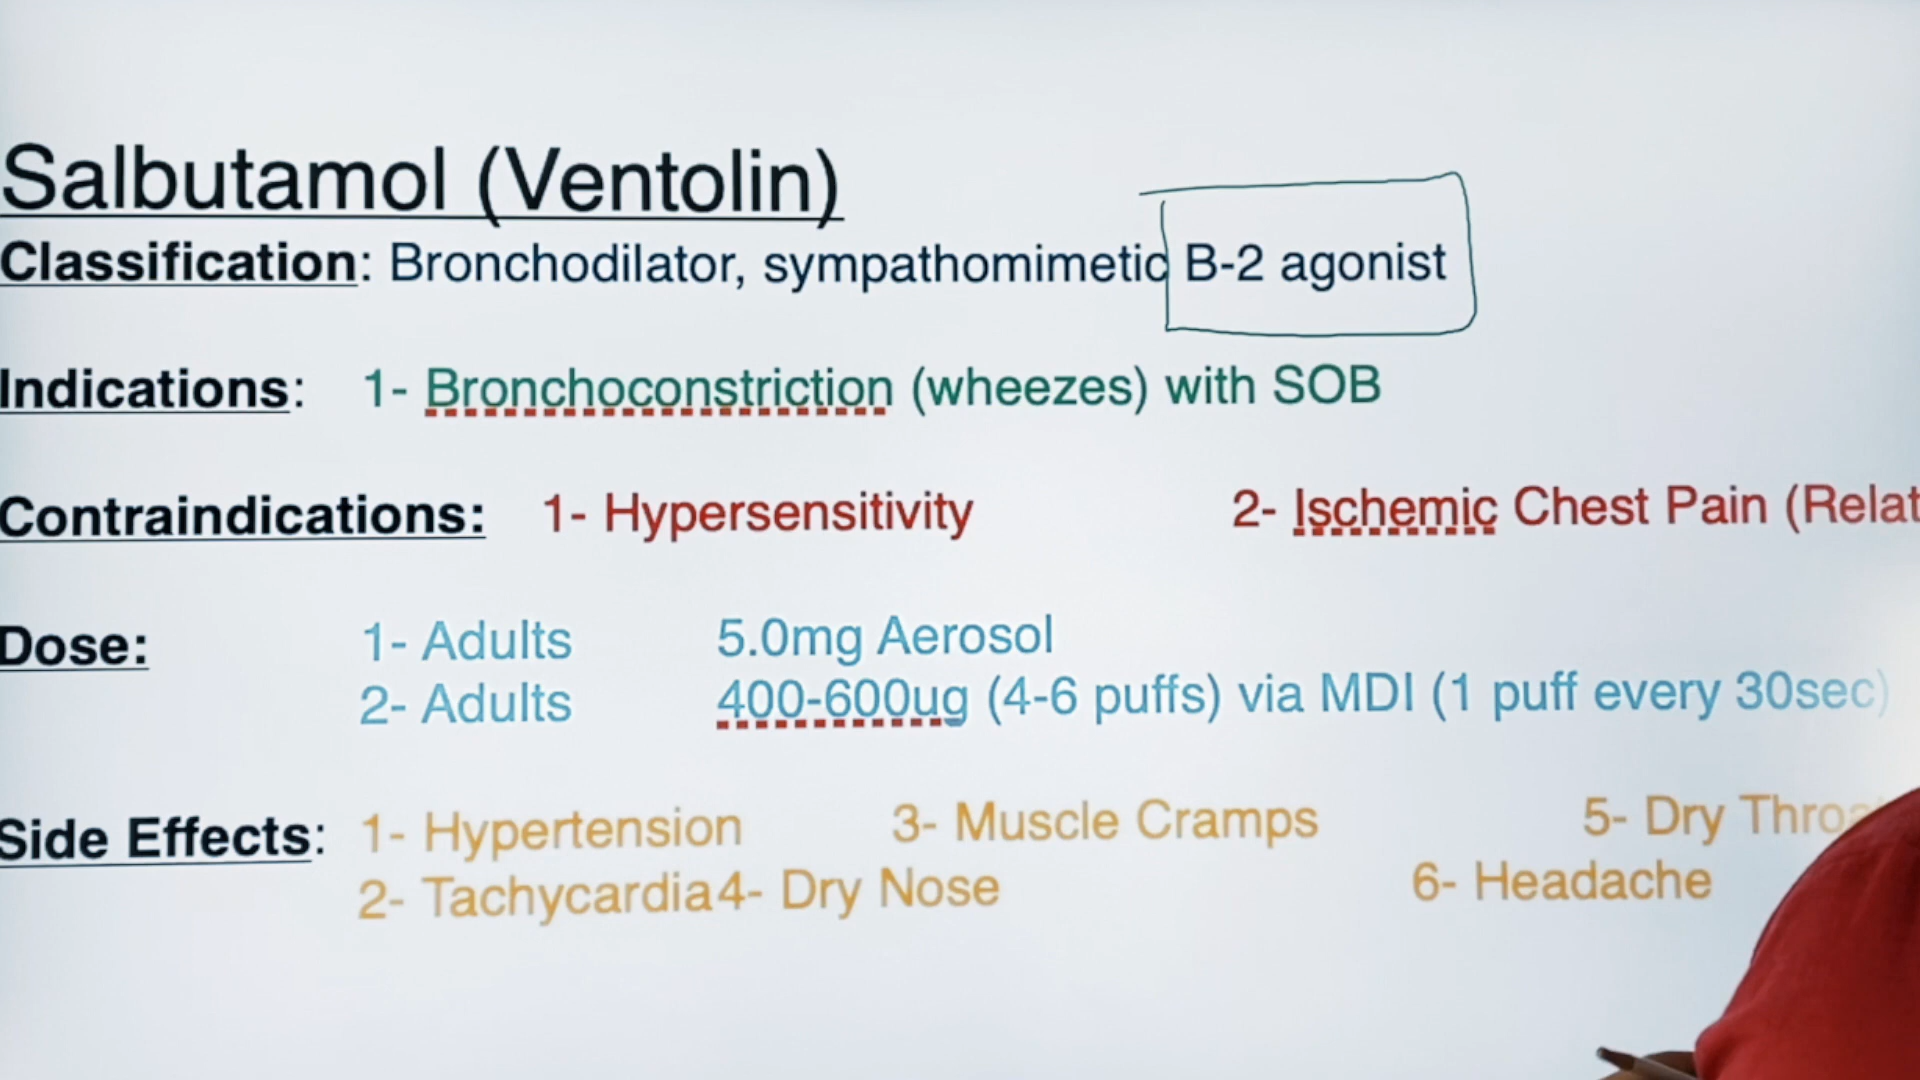 Salbutamol (Ventolin)
Classification: Bronchodilator, sympathomimetic B-2 agonist
Indications: 1- Bronchoconstriction (wheezes) with SOB
Contraindications: 1- Hypersensitivity 2- Ischemic Chest Pain
Dose: 1- Adults 5.0mg Aerosol
2- Adults 400-600ug (4-6 puffs) via MDI (1 puff every 30sec)
Side Effects: 1- Hypertension 3- Muscle Cramps 5- Dry
2- Tachycardia 4- Dry Nose 6- Headache